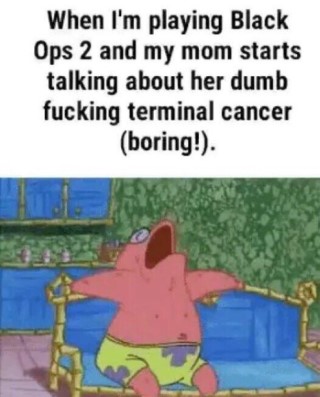 When I'm playing Black
Ops 2 and my mom starts
talking about her dumb
fucking terminal cancer
(boring!).